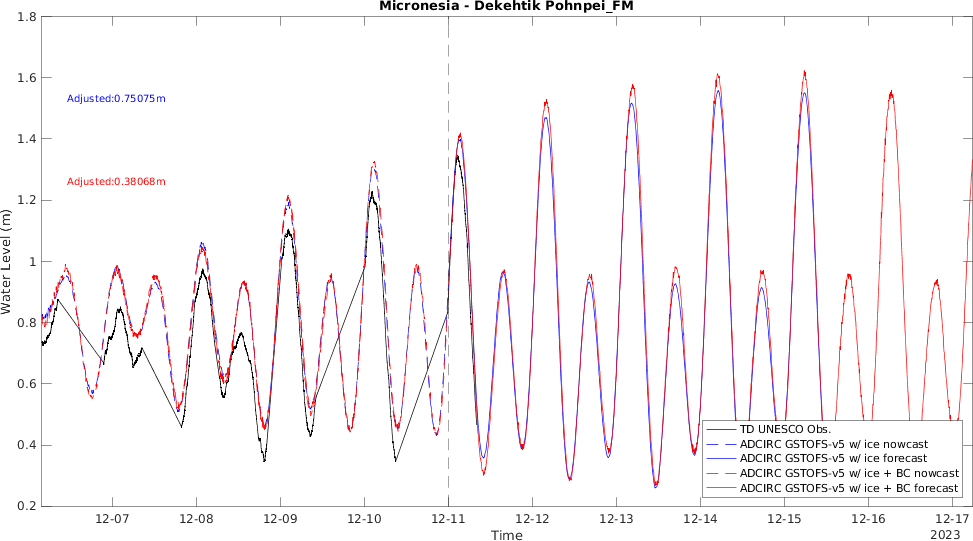 Micronesia - Dekehtik Pohnpei_FM
1.8
1.6
1.4
1.2
1
0.8
0.6
0.4
0.2
Water Level (m)
Adjusted:0.75075m
Adjusted:0.38068m
TD UNESCO Obs.
ADCIRC GSTOFS-v5 w/ ice nowcast
ADCIRC GSTOFS-v5 w/ ice forecast
ADCIRC GSTOFS-v5 w/ ice + BC nowcast
ADCIRC GSTOFS-v5 w/ ice + BC forecast
12-07 12-08 12-09 12-10 12-11 12-12 12-13 12-14 12-15 12-16 12-17
Time
2023